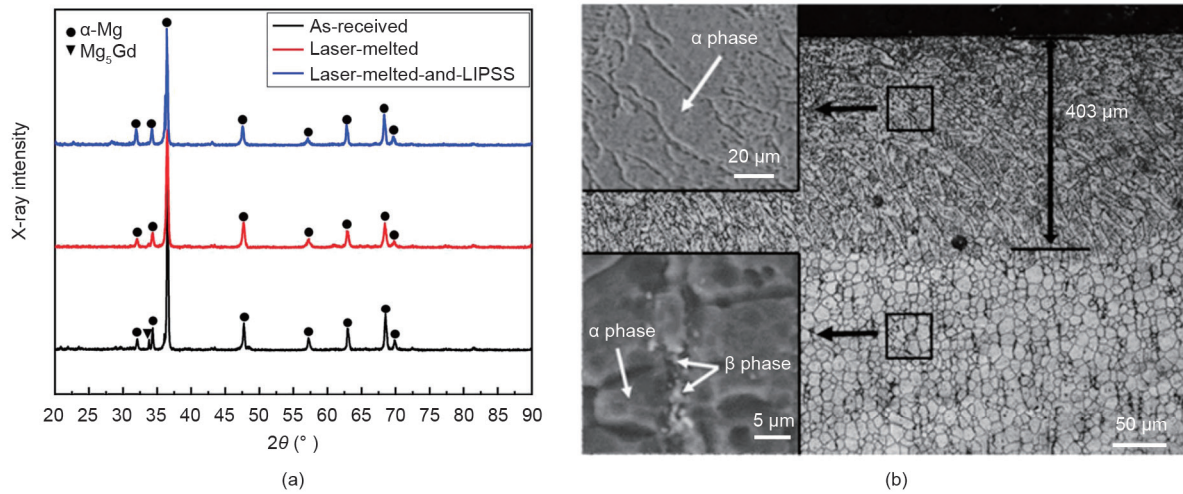 α-Mg
Mg₅Gd
As-received
Laser-melted
Laser-melted-and-LIPSS
X-ray intensity
20 25 30 35 40 45 50 55 60 65 70 75 80 85 90
2θ (° )
(a)
α phase
20 μm
403 μm
α phase
β phase
5 μm
50 μm
(b)